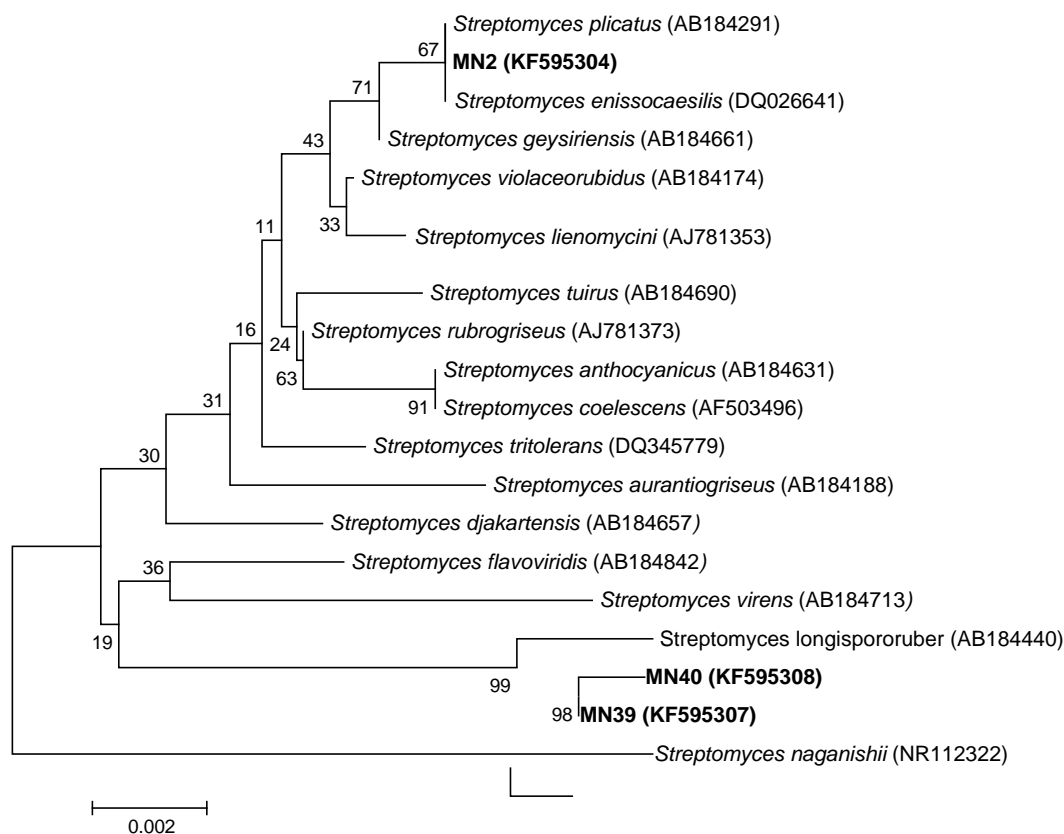 Streptomyces plicatus (AB184291)
67
MN2 (KF595304)
71
Streptomyces enissocaesilis (DQ026641)
43
Streptomyces geysiriensis (AB184661)
Streptomyces violaceorubidus (AB184174)
33
11
Streptomyces lienomycini (AJ781353)
Streptomyces tuirus (AB184690)
16
Streptomyces rubrogriseus (AJ781373)
24
Streptomyces anthocyanicus (AB184631)
63
31
91
Streptomyces coelescens (AF503496)
Streptomyces tritolerans (DQ345779)
30
Streptomyces aurantiogriseus (AB184188)
Streptomyces djakartensis (AB184657)
Streptomyces flavoviridis (AB184842)
36
Streptomyces virens (AB184713)
19
Streptomyces longispororuber (AB184440)
99
MN40 (KF595308)
98
MN39 (KF595307)
Streptomyces naganishii (NR112322)
0.002